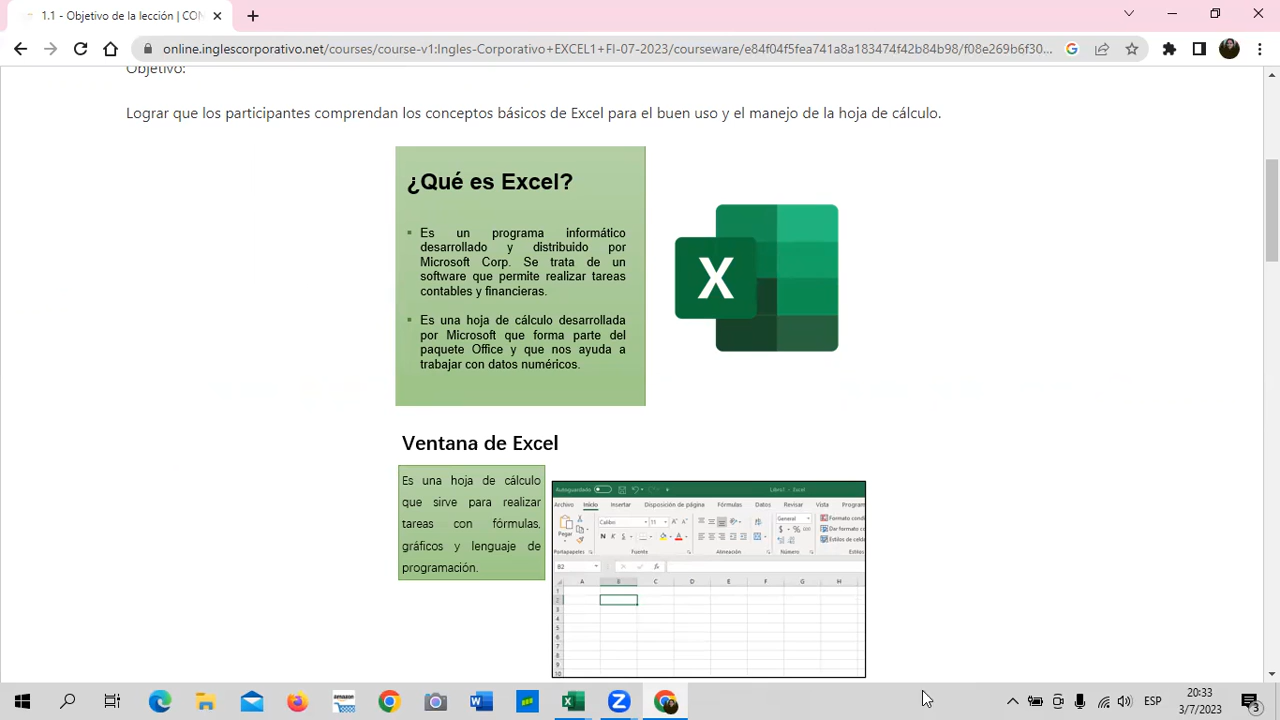 1.1 - Objetivo de la lección | CON
online.inglescorporativo.net/courses/course-v1:Ingles-Corporativo+EXCEL1+FI-07-2023/courseware/e84f04f5fea741a8a183474f42b84b98/f08e269b6f30...
Objetivo:
Lograr que los participantes comprendan los conceptos básicos de Excel para el buen uso y el manejo de la hoja de cálculo.
¿Qué es Excel?
Es un programa informático
desarrollado y distribuido por
Microsoft Corp. Se trata de un
software que permite realizar tareas
contables y financieras.
Es una hoja de cálculo desarrollada
por Microsoft que forma parte del
paquete Office y que nos ayuda a
trabajar con datos numéricos.
X
Ventana de Excel
Es una hoja de cálculo
que sirve para realizar
tareas con fórmulas,
gráficos y lenguaje de
programación.
Autoguardado Libro1 - Excel
Archivo Inicio Insertar Disposición de página Fórmulas Datos Revisar Vista Program
Pegar Calibri 11 General Formato condi
N K S $ % 000 Dar formato co
Estilos de celda
Portapapeles Fuente Alineación Número Estilos
B2 fx
A B C D E F G H
1
2
3
4
5
6
7
8
9
10
amazon W X Z ESP 20:33
3/7/2023 3